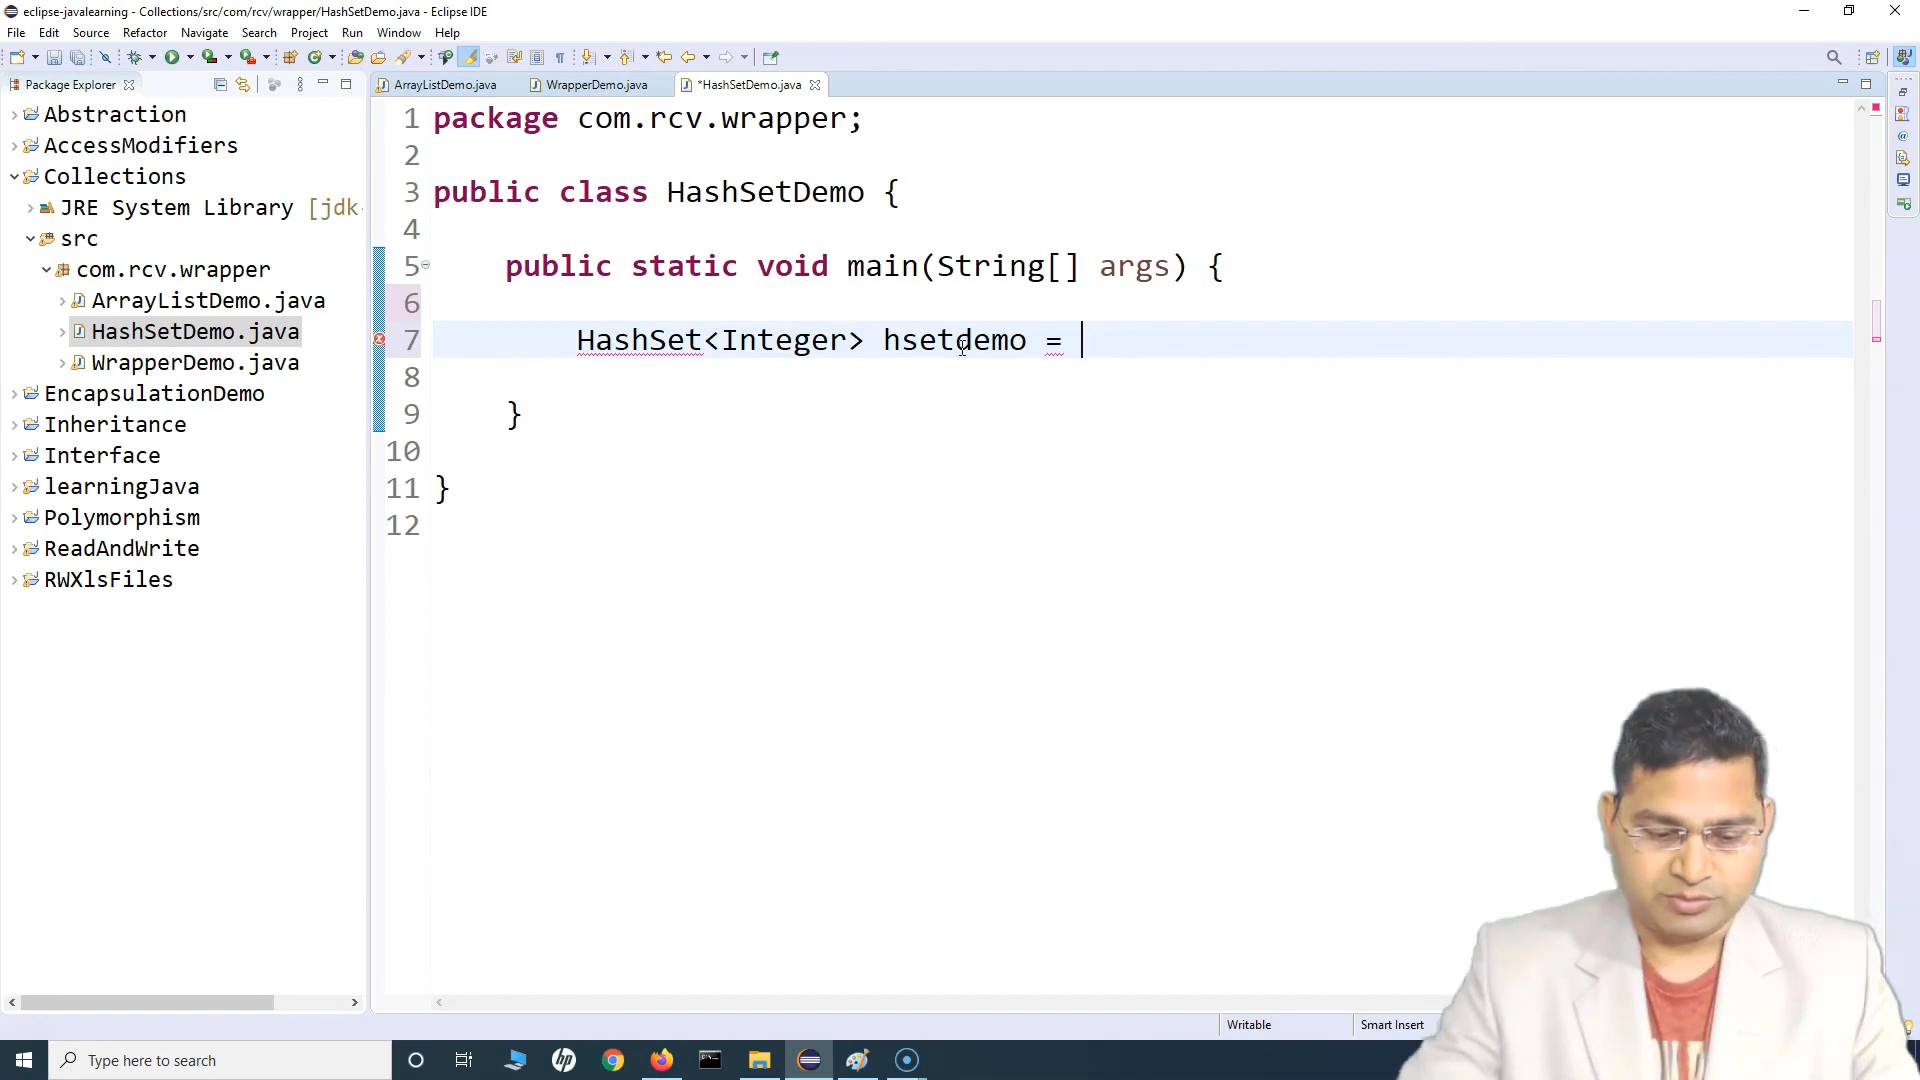 eclipse-javalearning - Collections/src/com/rcv/wrapper/HashSetDemo.java - Eclipse IDE
File Edit Source Refactor Navigate Search Project Run Window Help
Package Explorer
ArrayListDemo.java WrapperDemo.java *HashSetDemo.java
Abstraction
AccessModifiers
Collections
JRE System Library [jdk-
src
com.rcv.wrapper
ArrayListDemo.java
HashSetDemo.java
WrapperDemo.java
EncapsulationDemo
Inheritance
Interface
learningJava
Polymorphism
ReadAndWrite
RWXlsFiles
1 package com.rcv.wrapper;
2
3 public class HashSetDemo {
4
5 public static void main(String[] args) {
6
7 HashSet<Integer> hsetdemo =
8
9 }
10
11 }
12
Writable Smart Insert
Type here to search